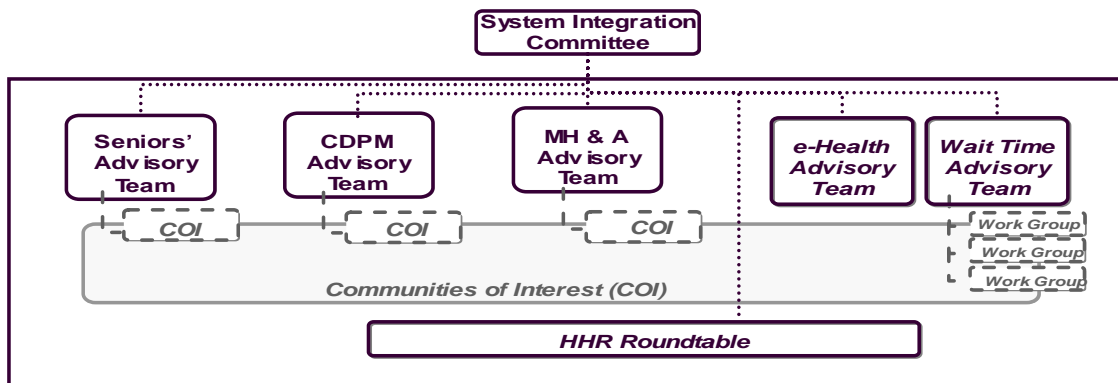 System Integration
Committee
Seniors'
Advisory
Team
CDPM
Advisory
Team
MH & A
Advisory
Team
e-Health
Advisory
Team
Wait Time
Advisory
Team
COI
COI
COI
Work Group
Work Group
Work Group
Communities of Interest (COI)
HHR Roundtable